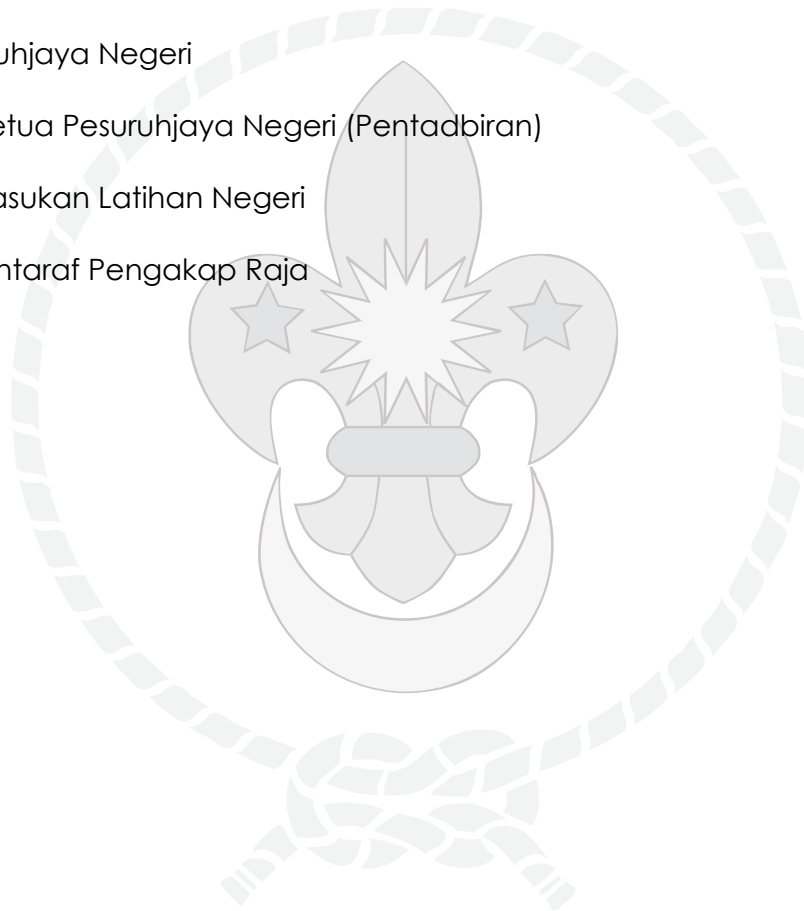 uhjaya Negeri
etua Pesuruhjaya Negeri (Pentadbiran)
asukan Latihan Negeri
ntaraf Pengakap Raja